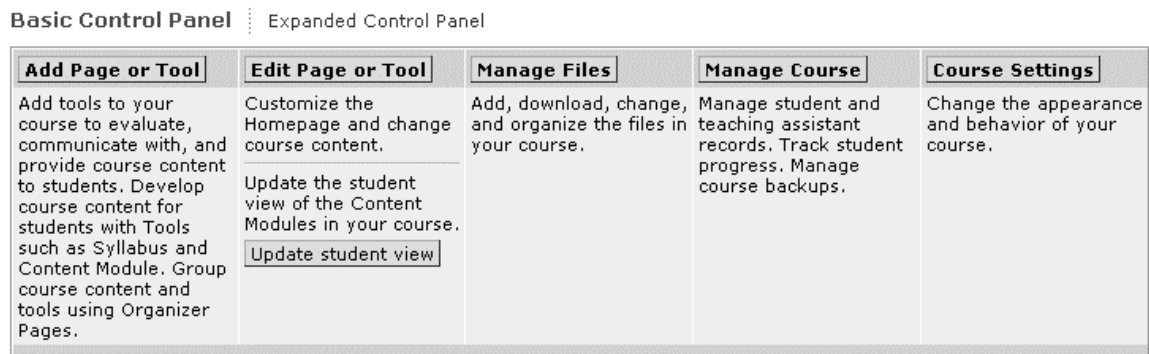 Basic Control Panel Expanded Control Panel
Add Page or Tool
Add tools to your
course to evaluate,
communicate with, and
provide course content
to students. Develop
course content for
students with Tools
such as Syllabus and
Content Module. Group
course content and
tools using Organizer
Pages.
Edit Page or Tool
Customize the
Homepage and change
course content.
Update the student
view of the Content
Modules in your course.
Update student view
Manage Files
Add, download, change,
and organize the files in
your course.
Manage Course
Manage student and
teaching assistant
records. Track student
progress. Manage
course backups.
Course Settings
Change the appearance
and behavior of your
course.